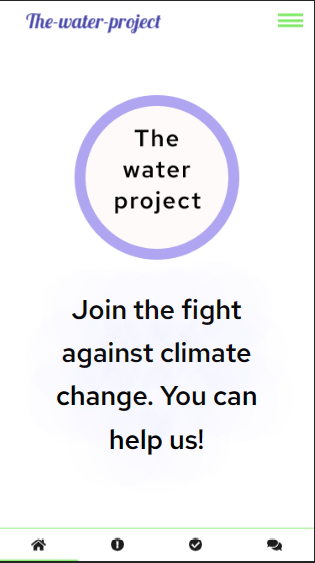 The-water-project
The
water
project
Join the fight
against climate
change. You can
help us!